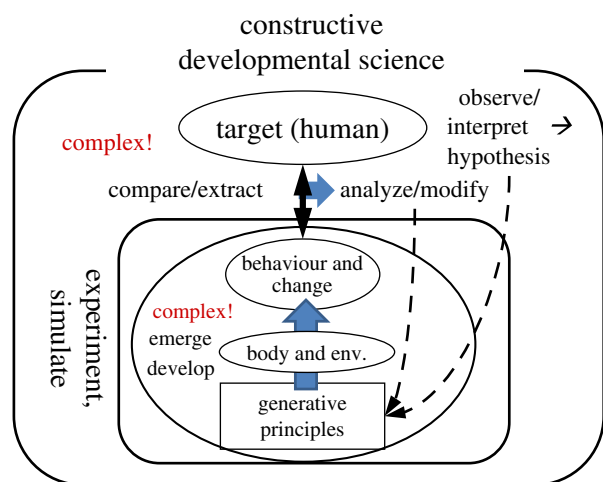 constructive
developmental science
observe/
interpret
hypothesis
complex!
target (human)
compare/extract
analyze/modify
experiment,
simulate
behaviour and
change
complex!
emerge
develop
body and env.
generative
principles